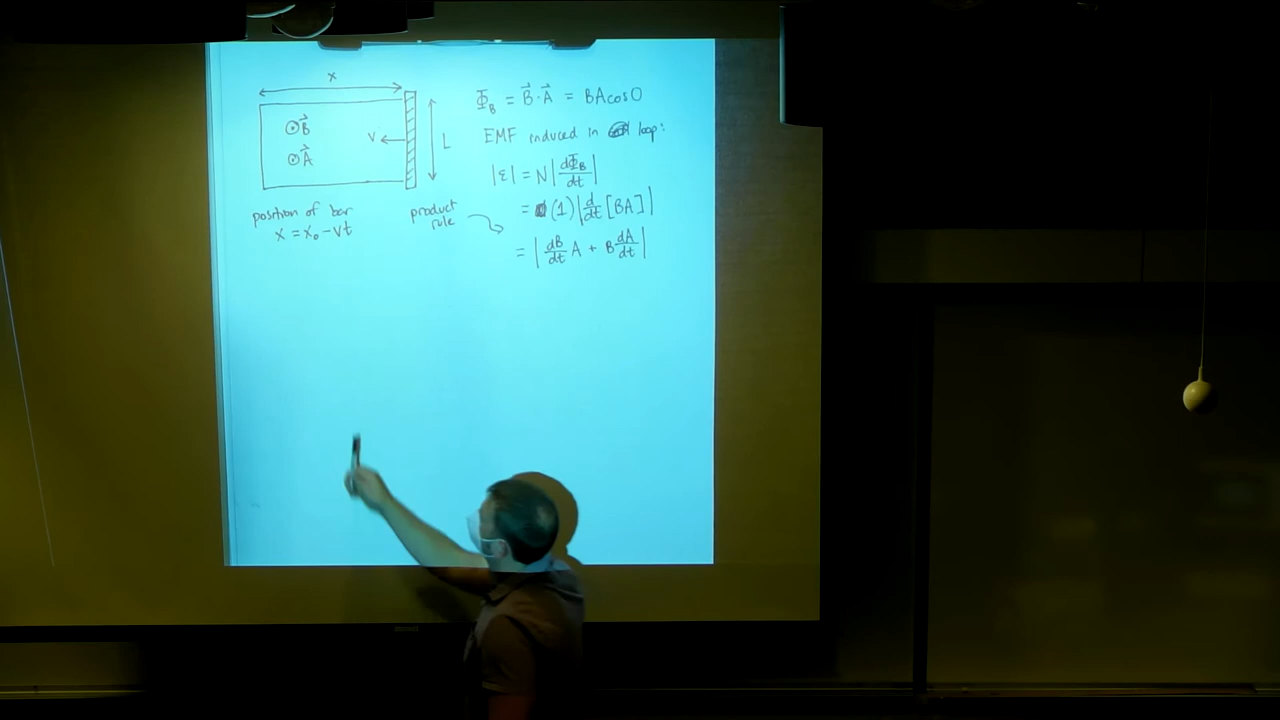 x
⊙B⃗
⊙A⃗
v
L
position of bar
x = x₀ - vt
Φ_B = B⃗·A⃗ = BAcos0
EMF induced in loop:
|ε| = N|dΦ_B/dt|
= (1)|d/dt[BA]|
product
rule
= |dB/dt A + B dA/dt|